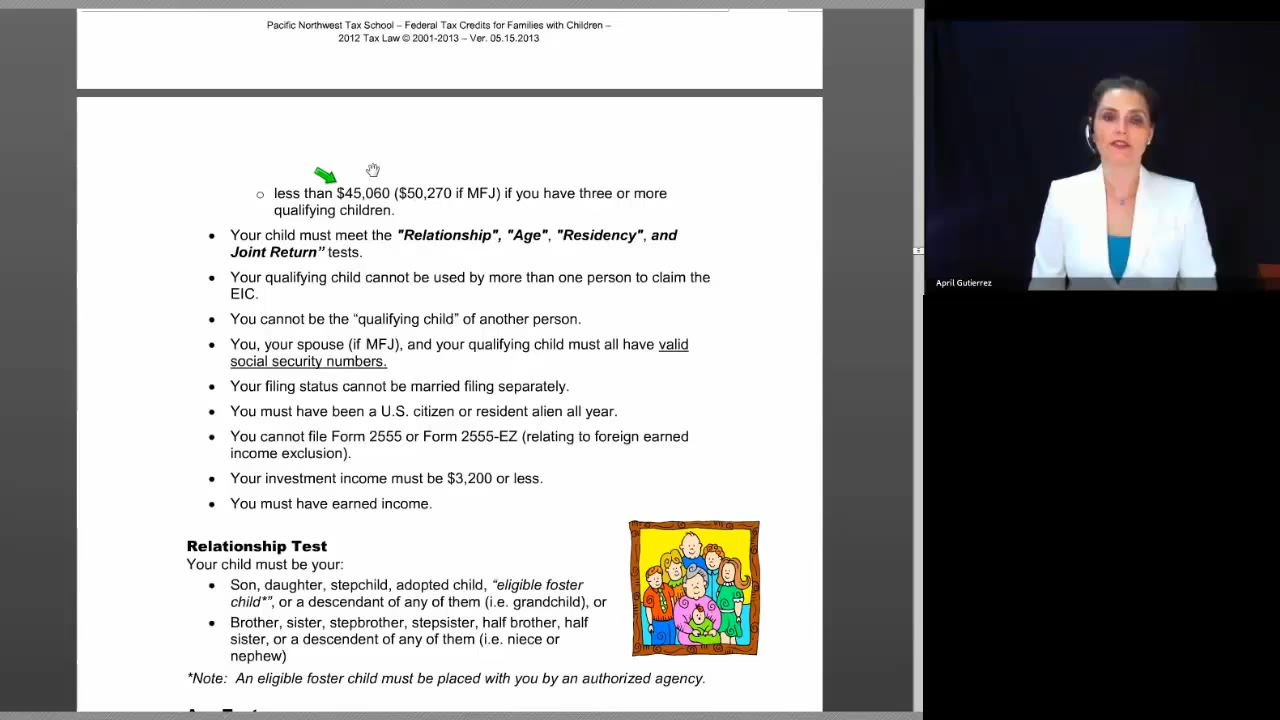 Pacific Northwest Tax School – Federal Tax Credits for Families with Children –
2012 Tax Law © 2001-2013 – Ver. 05.15.2013
o less than $45,060 ($50,270 if MFJ) if you have three or more
qualifying children.
• Your child must meet the "Relationship", "Age", "Residency", and
Joint Return” tests.
• Your qualifying child cannot be used by more than one person to claim the
EIC.
• You cannot be the “qualifying child” of another person.
• You, your spouse (if MFJ), and your qualifying child must all have valid
social security numbers.
• Your filing status cannot be married filing separately.
• You must have been a U.S. citizen or resident alien all year.
• You cannot file Form 2555 or Form 2555-EZ (relating to foreign earned
income exclusion).
• Your investment income must be $3,200 or less.
• You must have earned income.
Relationship Test
Your child must be your:
• Son, daughter, stepchild, adopted child, “eligible foster
child*”, or a descendant of any of them (i.e. grandchild), or
• Brother, sister, stepbrother, stepsister, half brother, half
sister, or a descendent of any of them (i.e. niece or
nephew)
*Note: An eligible foster child must be placed with you by an authorized agency.
April Gutierrez